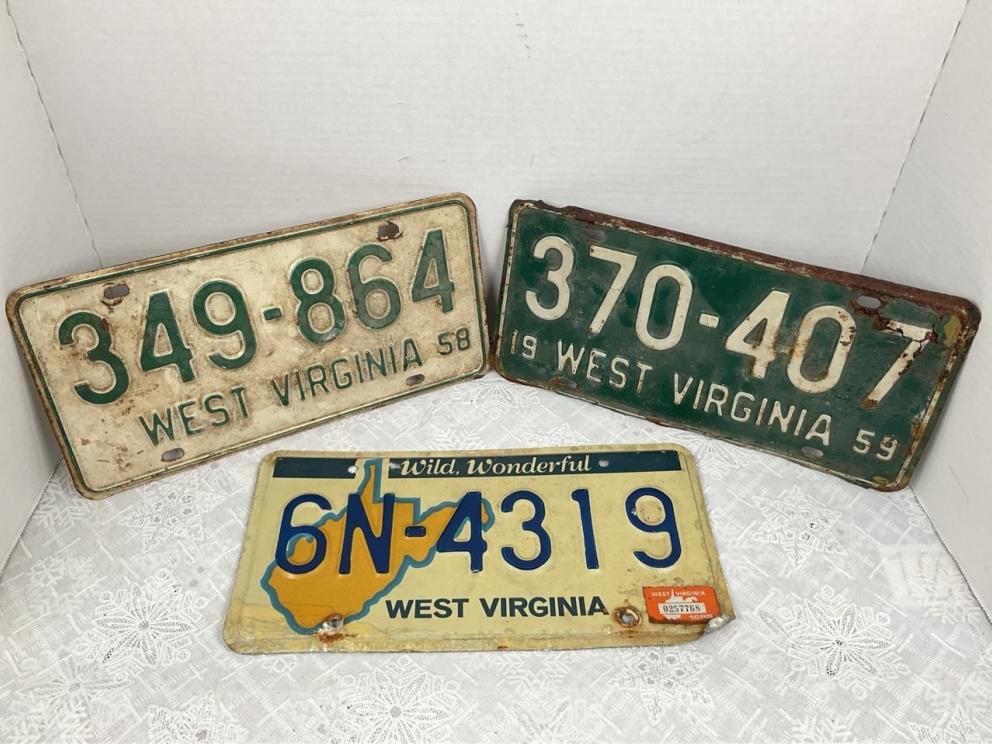 349-864
WEST VIRGINIA 58
370-407
19 WEST VIRGINIA 59
Wild, Wonderful
6N-4319
WEST VIRGINIA
WEST VIRGINIA
0257768